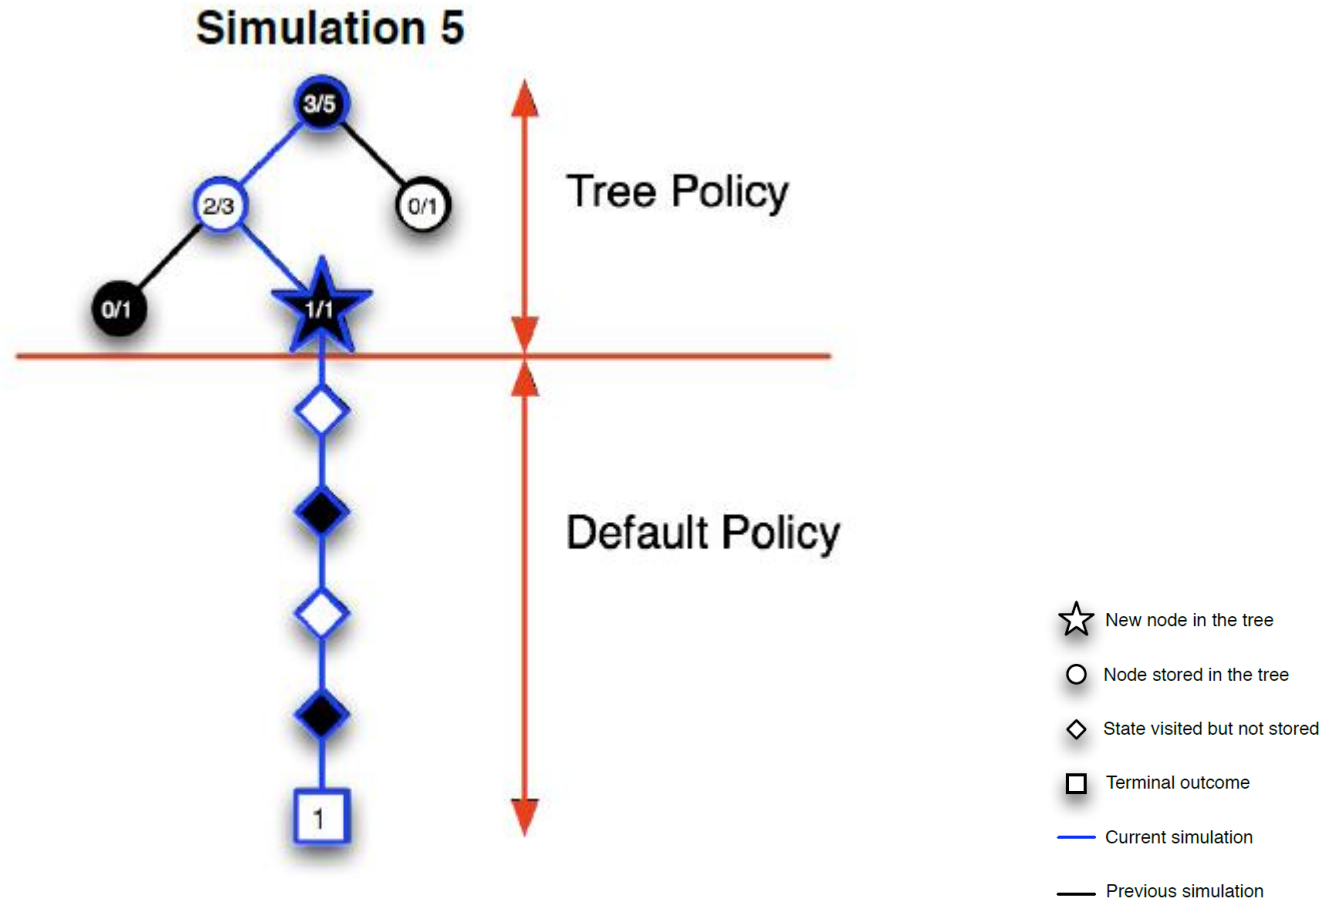 Simulation 5
3/5
Tree Policy
2/3
0/1
0/1
1/1
Default Policy
1
New node in the tree
Node stored in the tree
State visited but not stored
Terminal outcome
Current simulation
Previous simulation